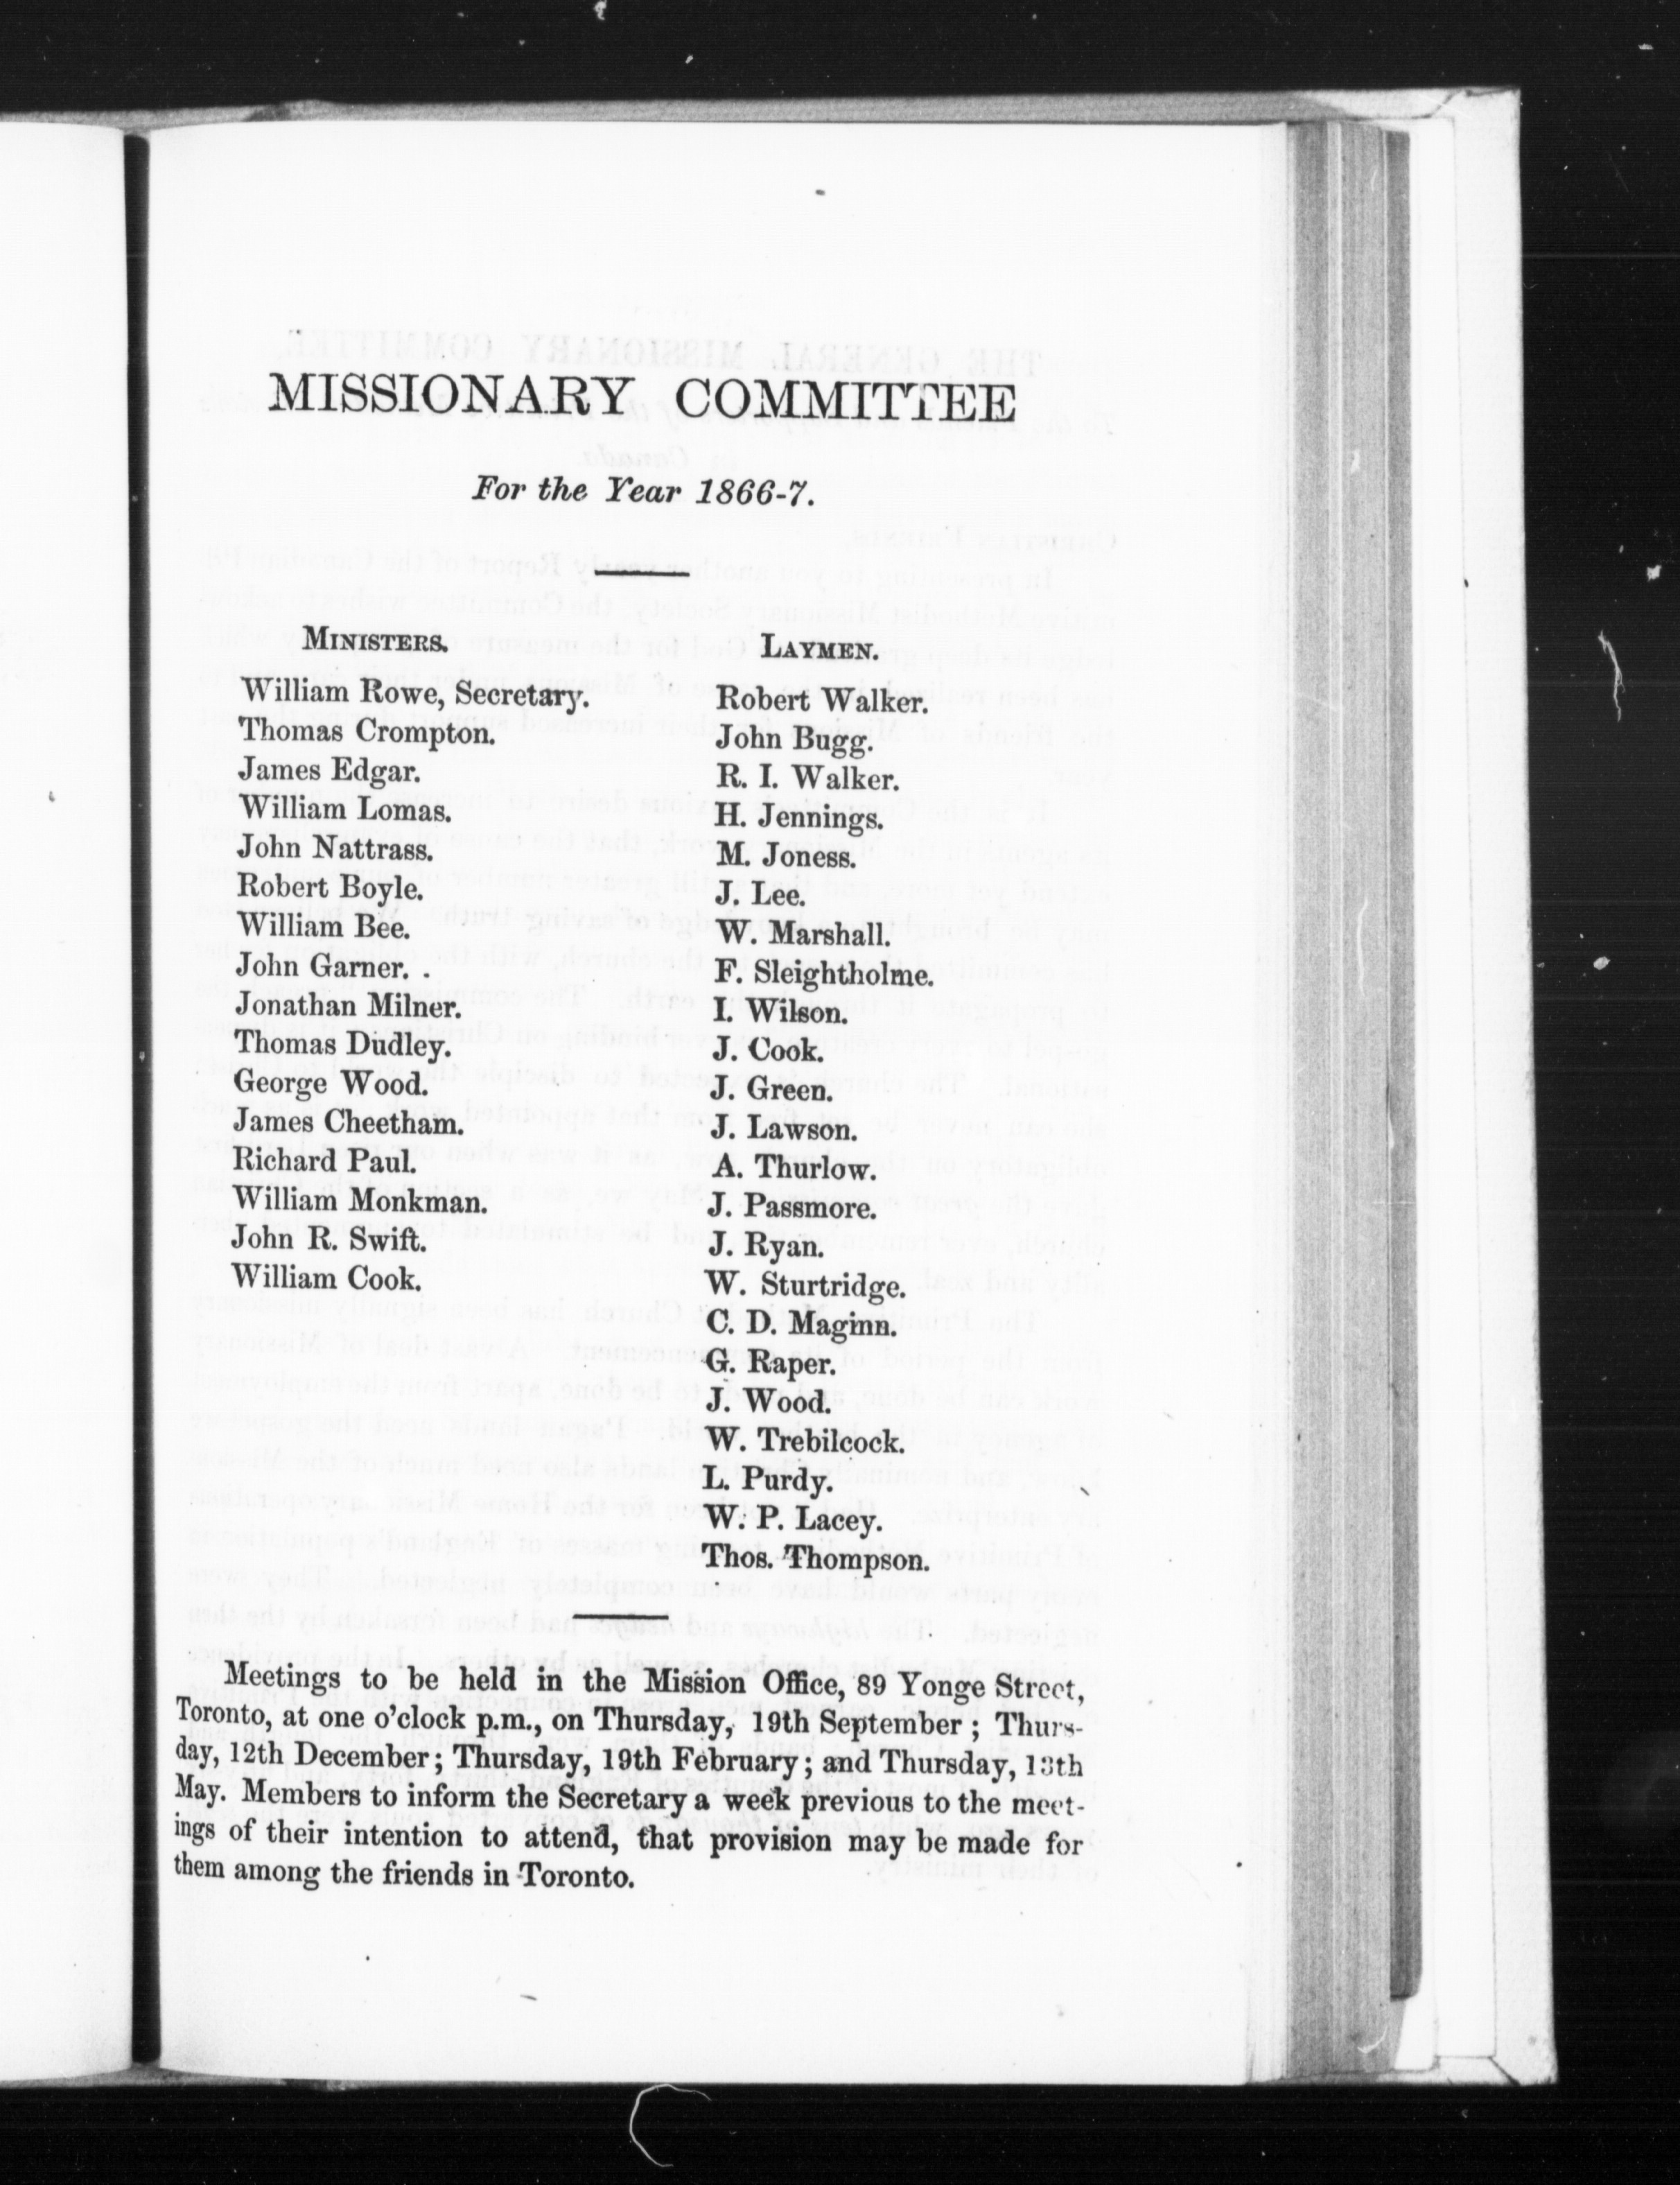 MISSIONARY COMMITTEE
For the Year 1866-7.
MINISTERS.
William Rowe, Secretary.
Thomas Crompton.
James Edgar.
William Lomas.
John Nattrass.
Robert Boyle.
William Bee.
John Garner.
Jonathan Milner.
Thomas Dudley.
George Wood.
James Cheetham.
Richard Paul.
William Monkman.
John R. Swift.
William Cook.
LAYMEN.
Robert Walker.
John Bugg.
R. I. Walker.
H. Jennings.
M. Joness.
J. Lee.
W. Marshall.
F. Sleightholme.
I. Wilson.
J. Cook.
J. Green.
J. Lawson.
A. Thurlow.
J. Passmore.
J. Ryan.
W. Sturtridge.
C. D. Maginn.
G. Raper.
J. Wood.
W. Trebilcock.
L. Purdy.
W. P. Lacey.
Thos. Thompson.
Meetings to be held in the Mission Office, 89 Yonge Street,
Toronto, at one o'clock p.m., on Thursday, 19th September ; Thurs-
day, 12th December ; Thursday, 19th February ; and Thursday, 13th
May. Members to inform the Secretary a week previous to the meet-
ings of their intention to attend, that provision may be made for
them among the friends in Toronto.